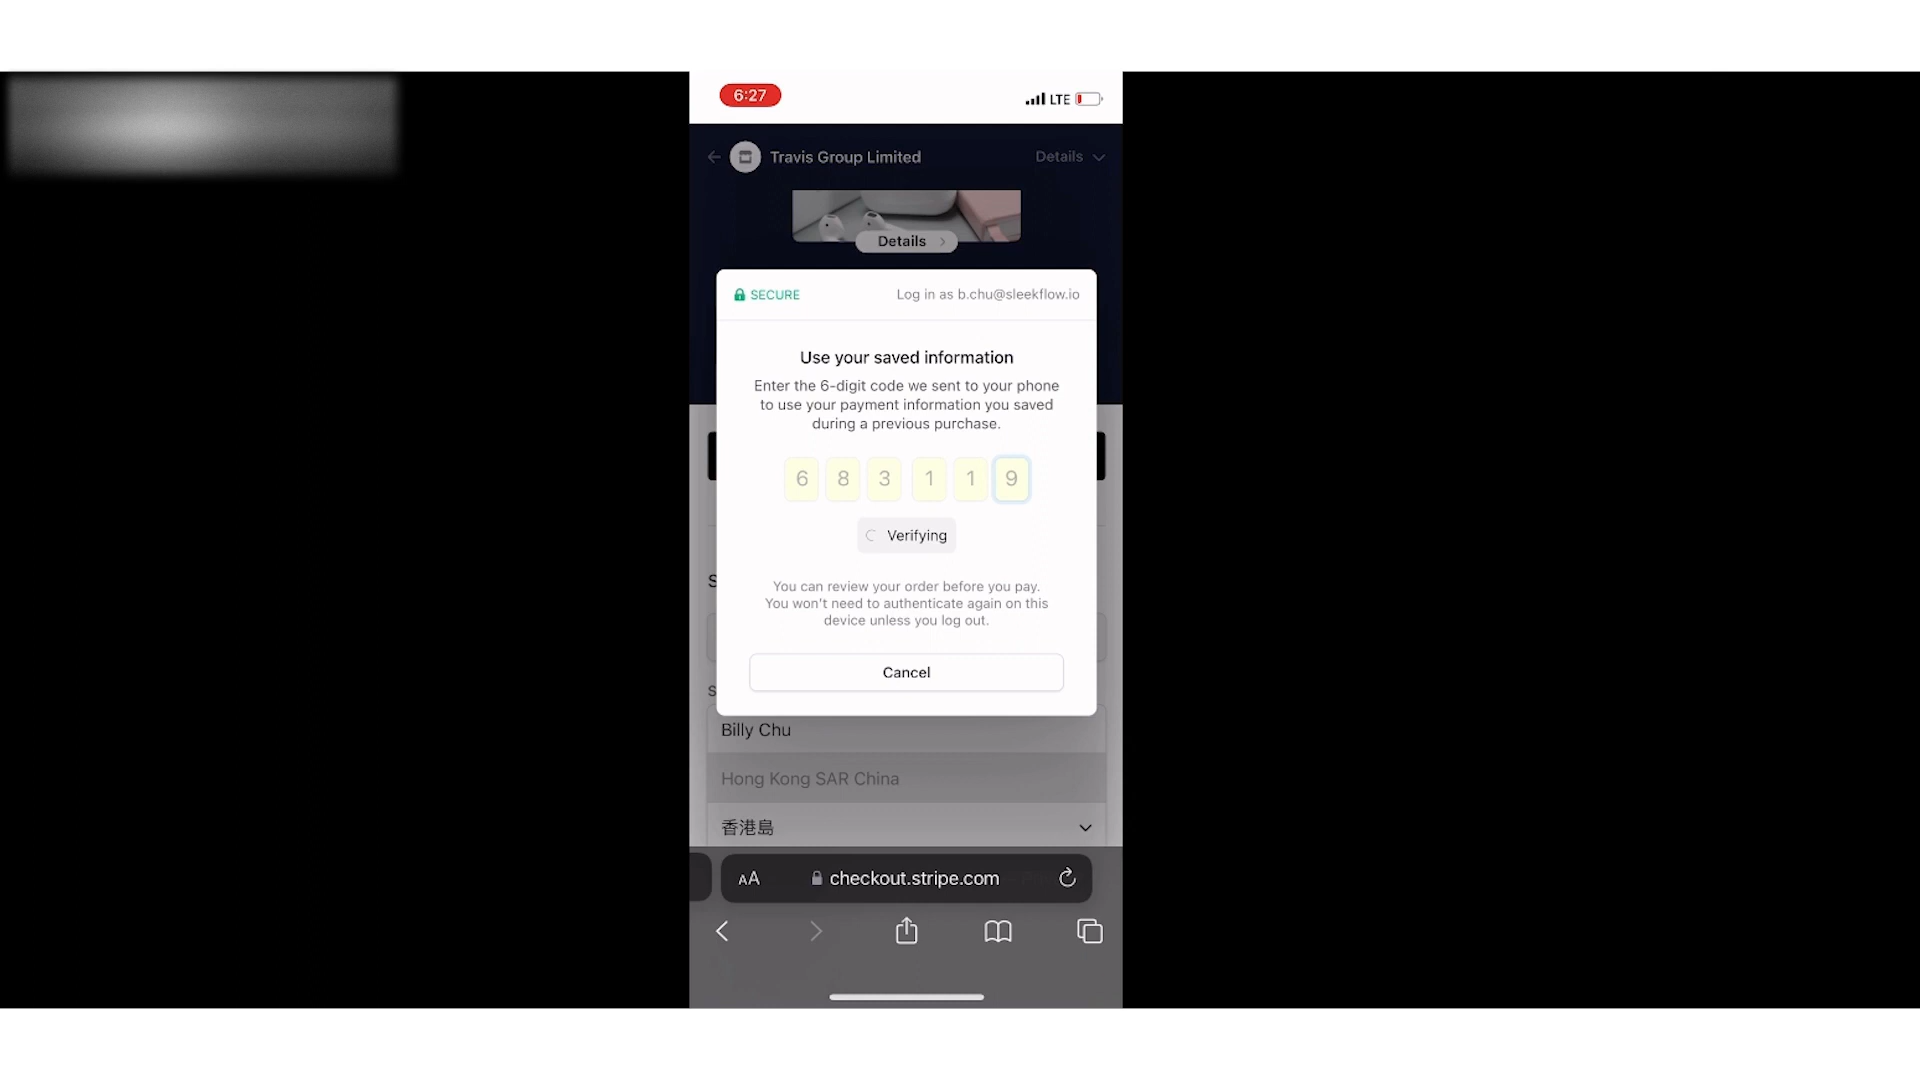 6:27
LTE
Travis Group Limited
Details
Details
SECURE
Log in as b.chu@sleekflow.io
Use your saved information
Enter the 6-digit code we sent to your phone
to use your payment information you saved
during a previous purchase.
6 8 3 1 1 9
Verifying
You can review your order before you pay.
You won't need to authenticate again on this
device unless you log out.
Cancel
Billy Chu
Hong Kong SAR China
香港島
AA
checkout.stripe.com